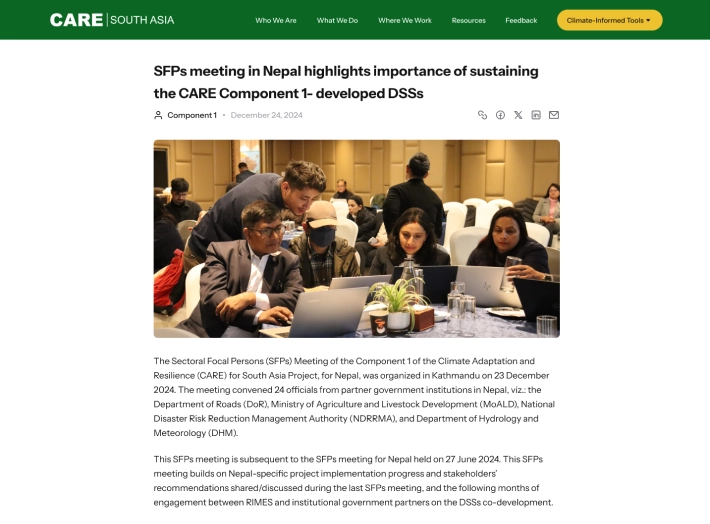 CARE | SOUTH ASIA
Who We Are
What We Do
Where We Work
Resources
Feedback
Climate-Informed Tools
SFPs meeting in Nepal highlights importance of sustaining
the CARE Component 1- developed DSSs
Component 1 • December 24, 2024
The Sectoral Focal Persons (SFPs) Meeting of the Component 1 of the Climate Adaptation and
Resilience (CARE) for South Asia Project, for Nepal, was organized in Kathmandu on 23 December
2024. The meeting convened 24 officials from partner government institutions in Nepal, viz.: the
Department of Roads (DoR), Ministry of Agriculture and Livestock Development (MoALD), National
Disaster Risk Reduction Management Authority (NDRRMA), and Department of Hydrology and
Meteorology (DHM).
This SFPs meeting is subsequent to the SFPs meeting for Nepal held on 27 June 2024. This SFPs
meeting builds on Nepal-specific project implementation progress and stakeholders'
recommendations shared/discussed during the last SFPs meeting, and the following months of
engagement between RIMES and institutional government partners on the DSSs co-development.